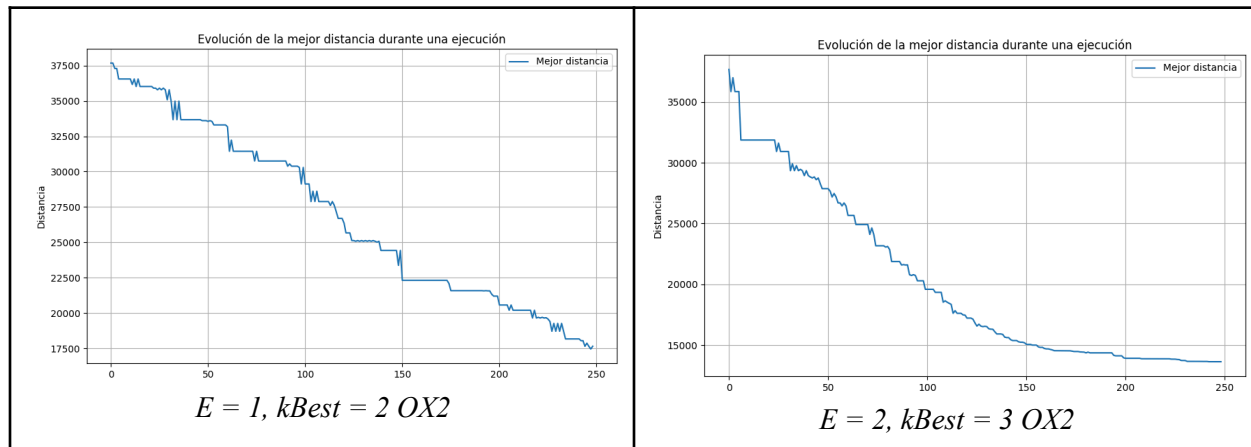 Evolución de la mejor distancia durante una ejecución
Mejor distancia
37500
35000
32500
30000
27500
25000
22500
20000
17500
Distancia
0 50 100 150 200 250
E = 1, kBest = 2 OX2
Evolución de la mejor distancia durante una ejecución
Mejor distancia
35000
30000
25000
20000
15000
Distancia
0 50 100 150 200 250
E = 2, kBest = 3 OX2